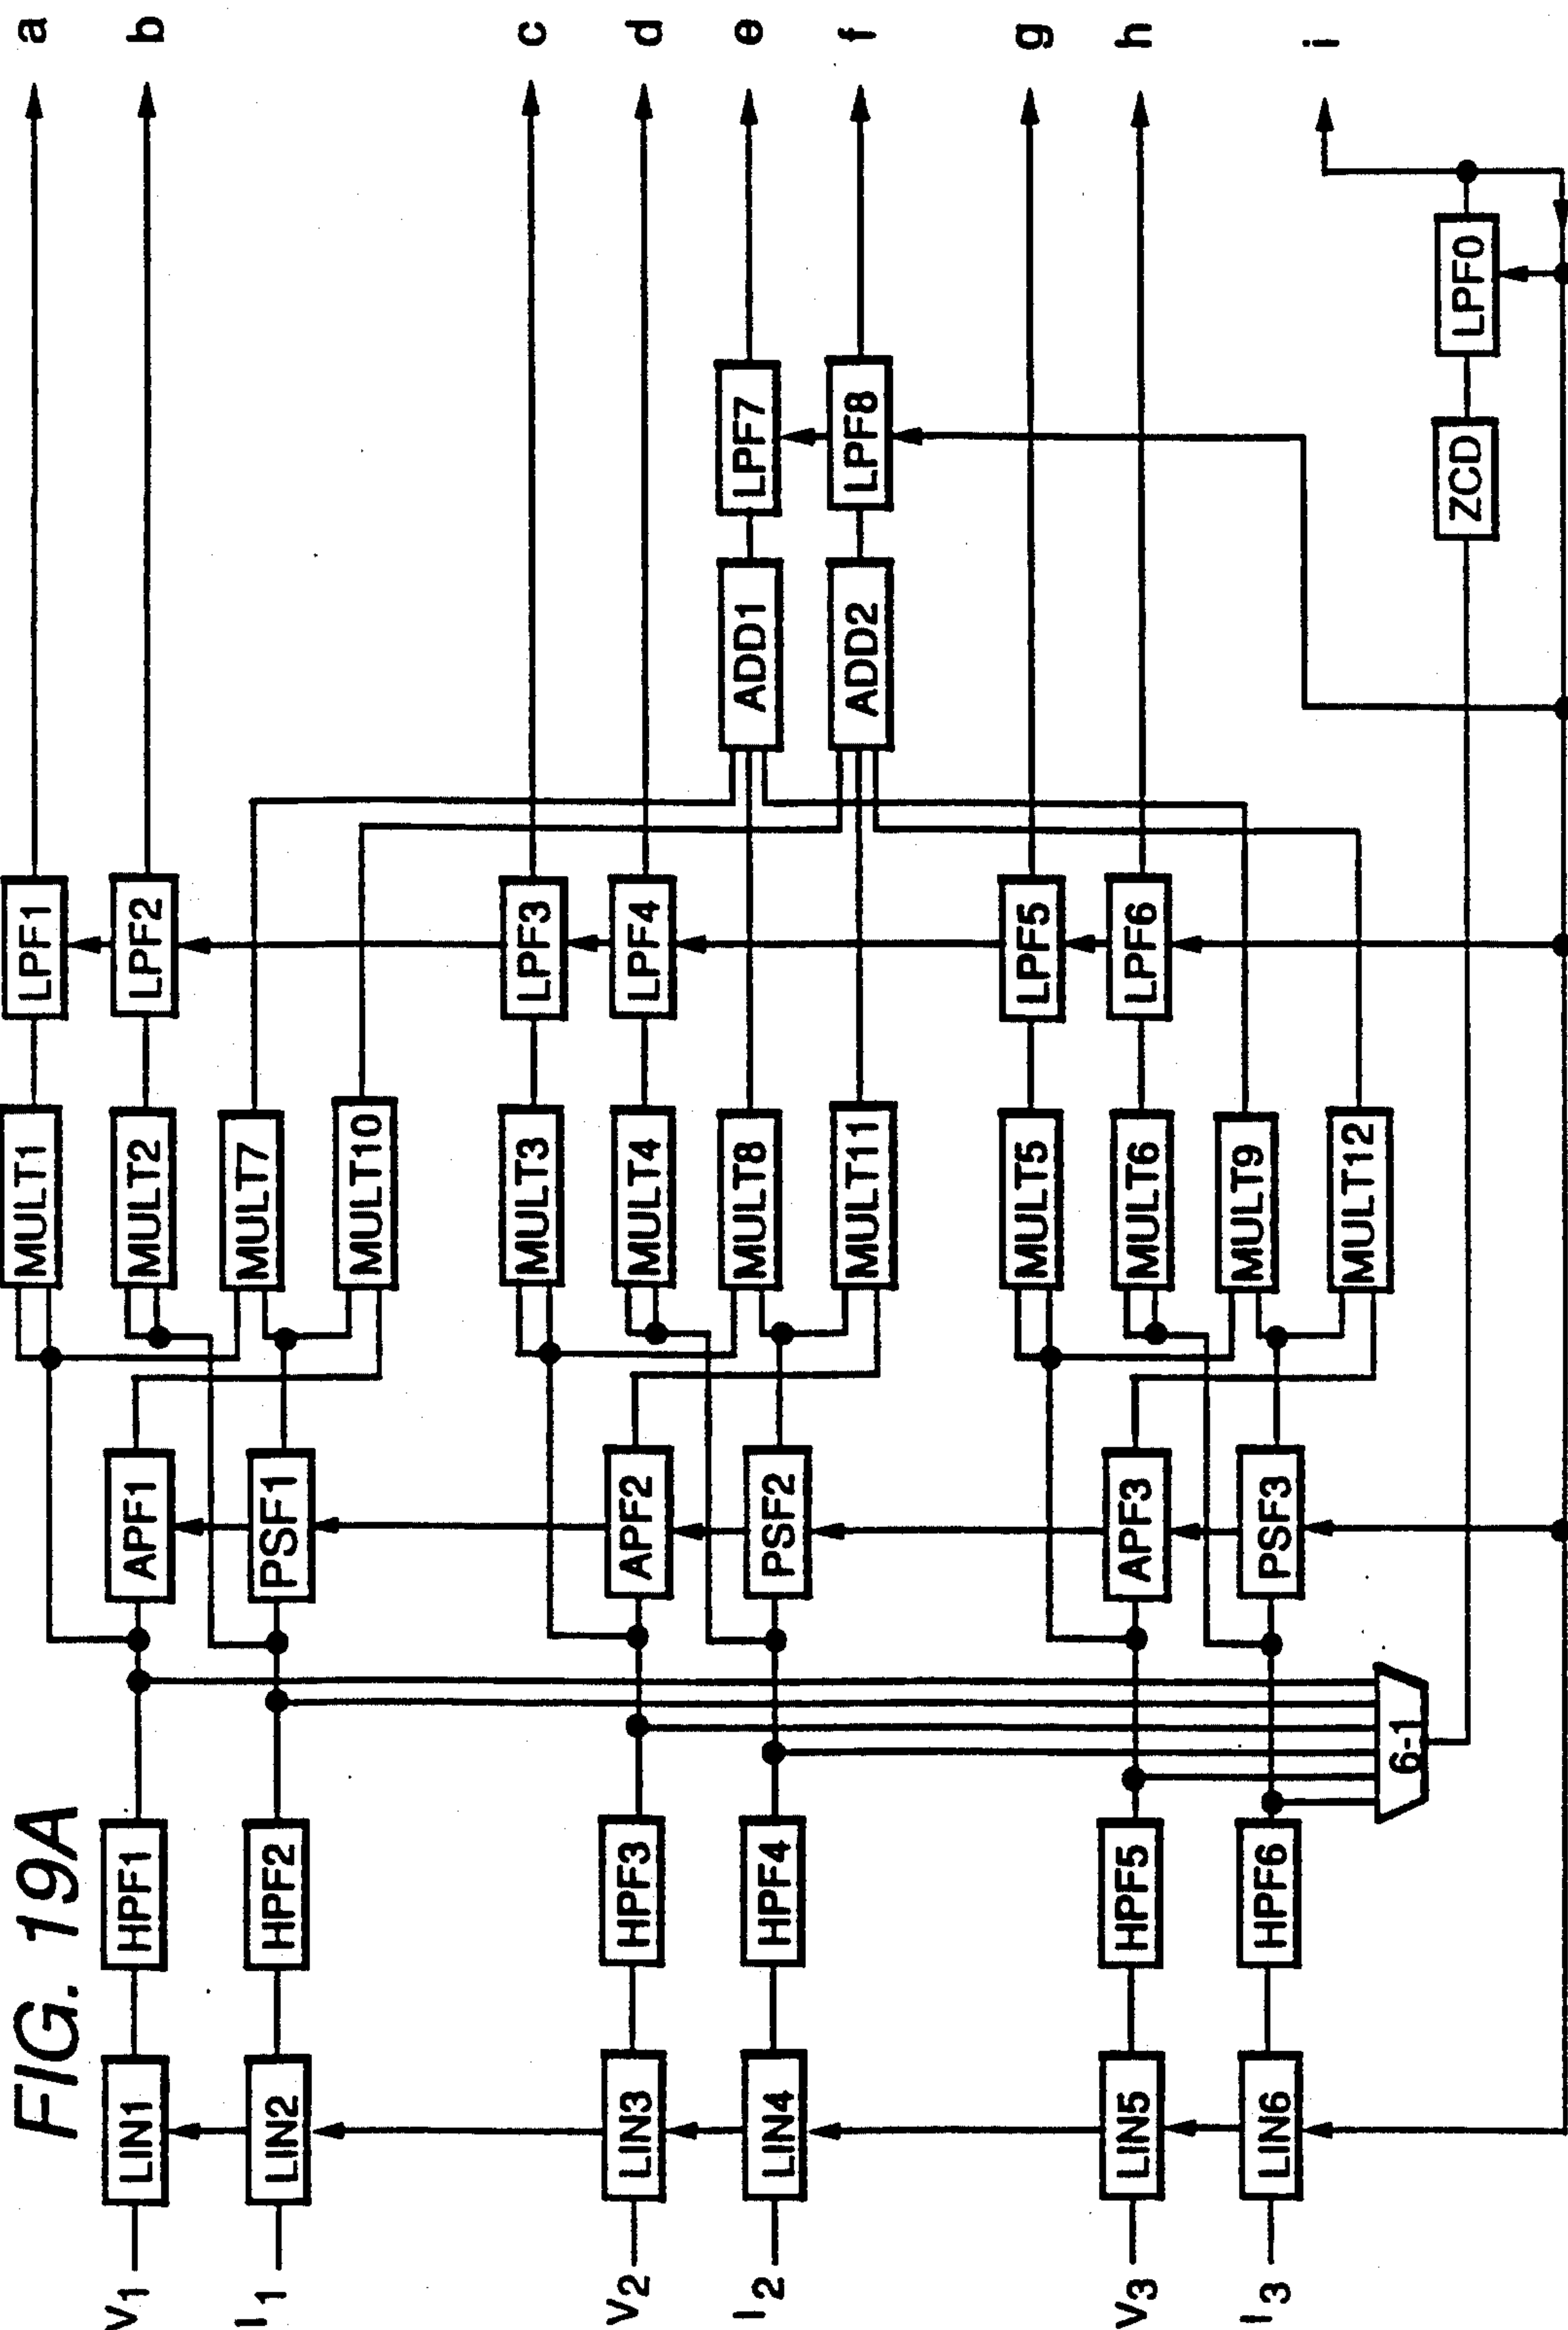 FIG. 19A
V1
LIN1
HPF1
APF1
MULT1
LPF1
a
I1
LIN2
HPF2
PSF1
MULT2
LPF2
b
MULT7
MULT10
V2
LIN3
HPF3
APF2
MULT3
LPF3
c
I2
LIN4
HPF4
PSF2
MULT4
LPF4
d
MULT8
ADD1
LPF7
e
MULT11
ADD2
LPF8
f
V3
LIN5
HPF5
APF3
MULT5
LPF5
g
I3
LIN6
HPF6
PSF3
MULT6
LPF6
h
MULT9
MULT12
6-1
ZCD
LPF0
i